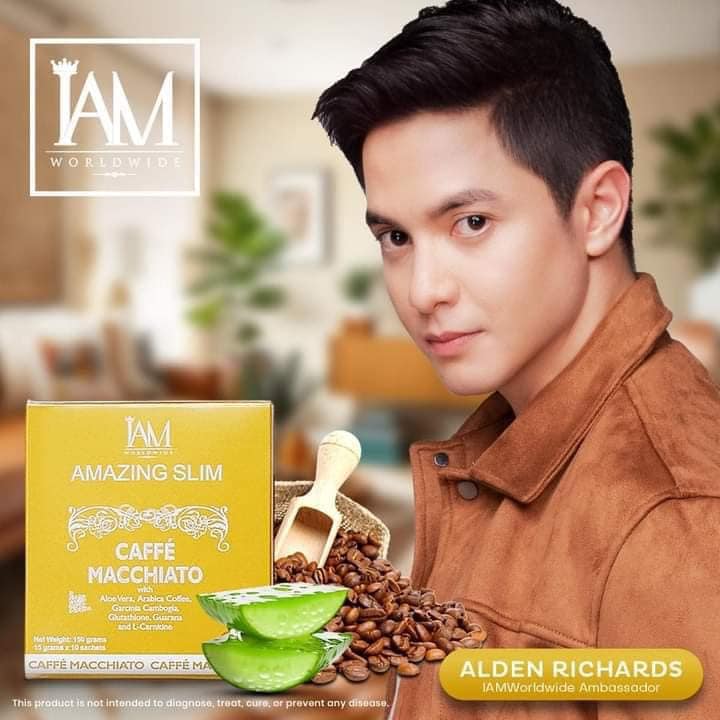 IAM
WORLDWIDE
IAM
WORLDWIDE
AMAZING SLIM
CAFFÉ
MACCHIATO
with
Aloe Vera, Arabica Coffee,
Garcinia Cambogia,
Glutathione, Guarana
and L-Carnitine
Net Weight: 150 grams
15 grams x 10 sachets
CAFFÉ MACCHIATO CAFFÉ MA
ALDEN RICHARDS
IAMWorldwide Ambassador
This product is not intended to diagnose, treat, cure, or prevent any disease.